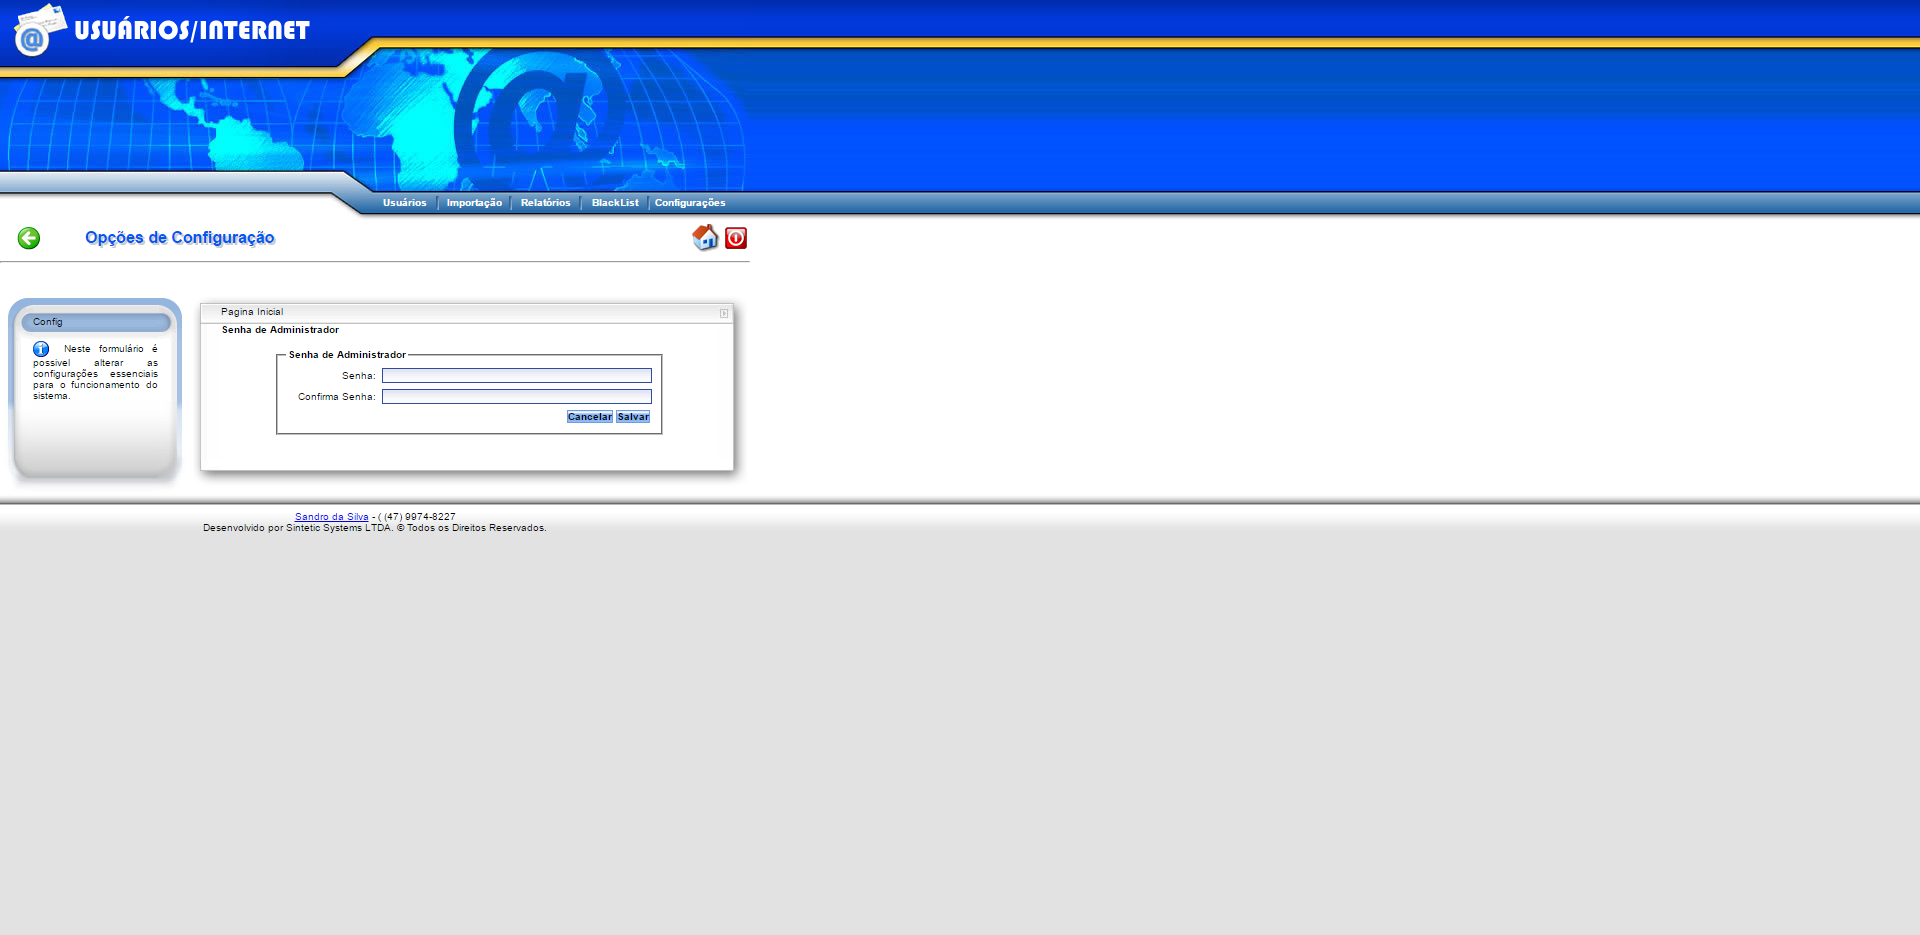 USUÁRIOS/INTERNET
Usuários Importação Relatórios BlackList Configurações
Opções de Configuração
Config
Neste formulário é
possivel alterar as
configurações essenciais
para o funcionamento do
sistema.
Pagina Inicial
Senha de Administrador
Senha de Administrador
Senha:
Confirma Senha:
Cancelar Salvar
Sandro da Silva - ( (47) 9974-8227
Desenvolvido por Sintetic Systems LTDA. © Todos os Direitos Reservados.